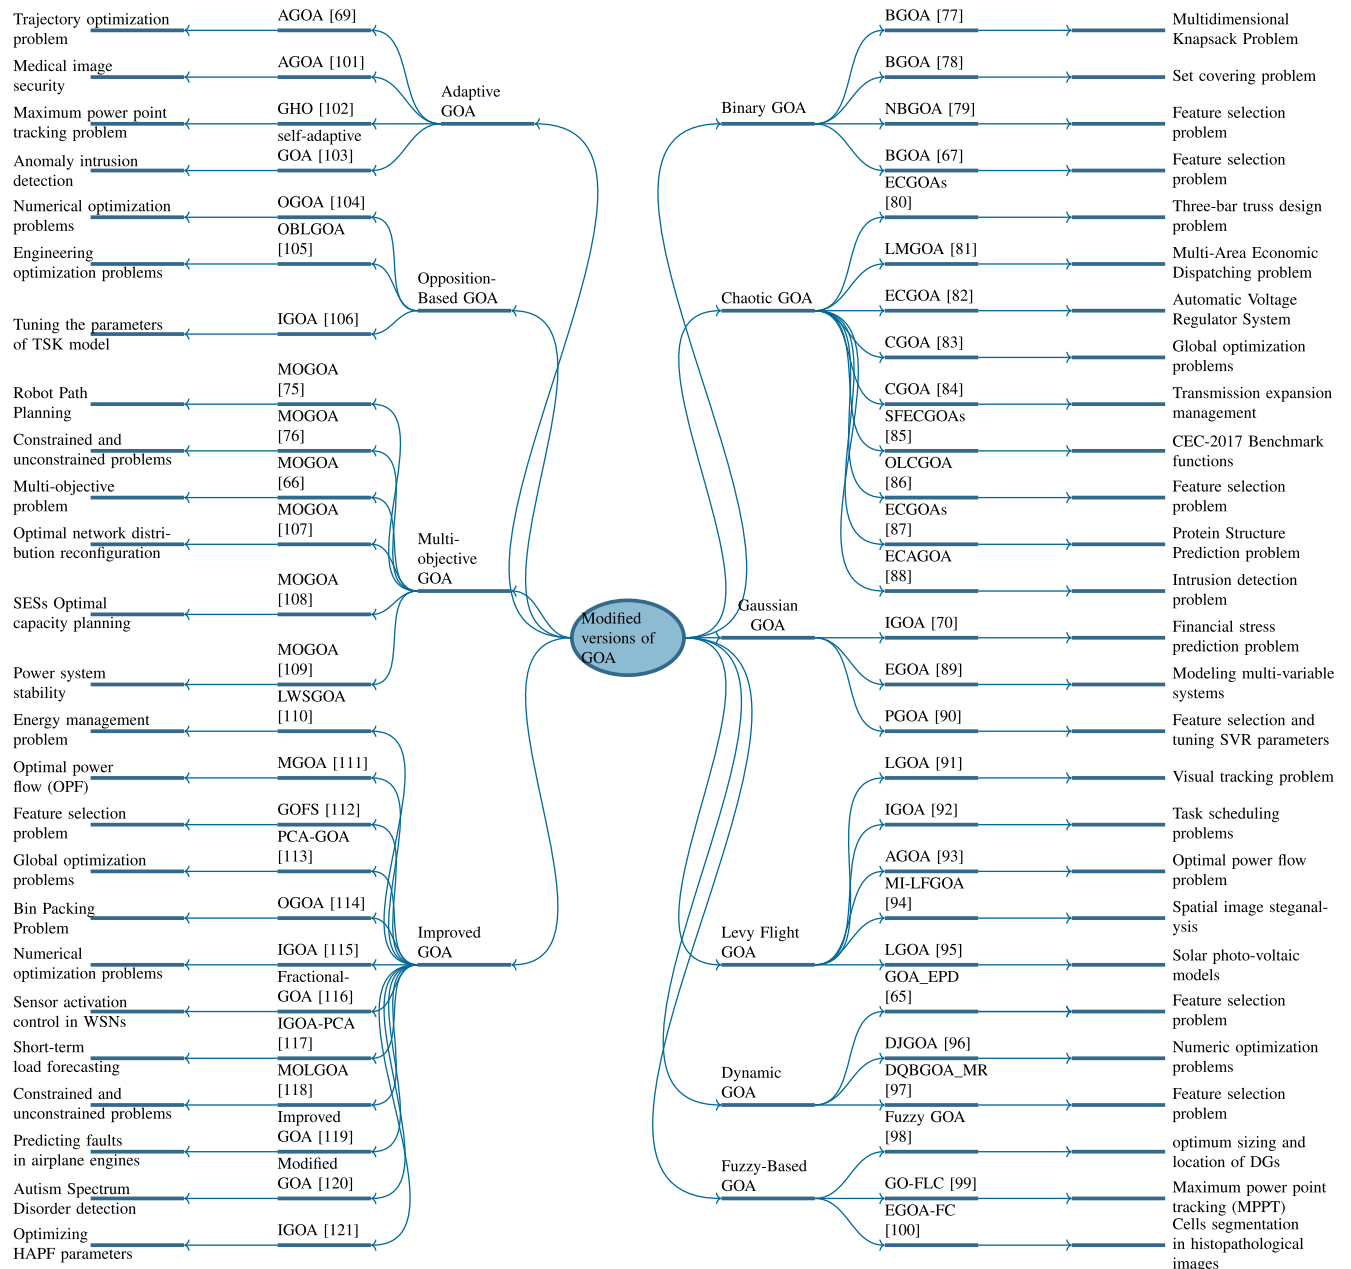 Modified
versions of
GOA
Adaptive
GOA
AGOA [69]
Trajectory optimization
problem
AGOA [101]
Medical image
security
GHO [102]
Maximum power point
tracking problem
self-adaptive
GOA [103]
Anomaly intrusion
detection
Opposition-
Based GOA
OGOA [104]
Numerical optimization
problems
OBLGOA
[105]
Engineering
optimization problems
IGOA [106]
Tuning the parameters
of TSK model
Multi-
objective
GOA
MOGOA
[75]
Robot Path
Planning
MOGOA
[76]
Constrained and
unconstrained problems
MOGOA
[66]
Multi-objective
problem
MOGOA
[107]
Optimal network distri-
bution reconfiguration
MOGOA
[108]
SESs Optimal
capacity planning
MOGOA
[109]
Power system
stability
Improved
GOA
LWSGOA
[110]
Energy management
problem
MGOA [111]
Optimal power
flow (OPF)
GOFS [112]
Feature selection
problem
PCA-GOA
[113]
Global optimization
problems
OGOA [114]
Bin Packing
Problem
IGOA [115]
Numerical
optimization problems
Fractional-
GOA [116]
Sensor activation
control in WSNs
IGOA-PCA
[117]
Short-term
load forecasting
MOLGOA
[118]
Constrained and
unconstrained problems
Improved
GOA [119]
Predicting faults
in airplane engines
Modified
GOA [120]
Autism Spectrum
Disorder detection
IGOA [121]
Optimizing
HAPF parameters
Binary GOA
BGOA [77]
Multidimensional
Knapsack Problem
BGOA [78]
Set covering problem
NBGOA [79]
Feature selection
problem
BGOA [67]
Feature selection
problem
Chaotic GOA
ECGOAs
[80]
Three-bar truss design
problem
LMGOA [81]
Multi-Area Economic
Dispatching problem
ECGOA [82]
Automatic Voltage
Regulator System
CGOA [83]
Global optimization
problems
CGOA [84]
Transmission expansion
management
SFECGOAs
[85]
CEC-2017 Benchmark
functions
OLCGOA
[86]
Feature selection
problem
ECGOAs
[87]
Protein Structure
Prediction problem
ECAGOA
[88]
Intrusion detection
problem
Gaussian
GOA
IGOA [70]
Financial stress
prediction problem
EGOA [89]
Modeling multi-variable
systems
PGOA [90]
Feature selection and
tuning SVR parameters
Levy Flight
GOA
LGOA [91]
Visual tracking problem
IGOA [92]
Task scheduling
problems
AGOA [93]
Optimal power flow
problem
MI-LFGOA
[94]
Spatial image steganal-
ysis
LGOA [95]
Solar photo-voltaic
models
Dynamic
GOA
GOA_EPD
[65]
Feature selection
problem
DJGOA [96]
Numeric optimization
problems
DQBGOA_MR
[97]
Feature selection
problem
Fuzzy-Based
GOA
Fuzzy GOA
[98]
optimum sizing and
location of DGs
GO-FLC [99]
Maximum power point
tracking (MPPT)
EGOA-FC
[100]
Cells segmentation
in histopathological
images